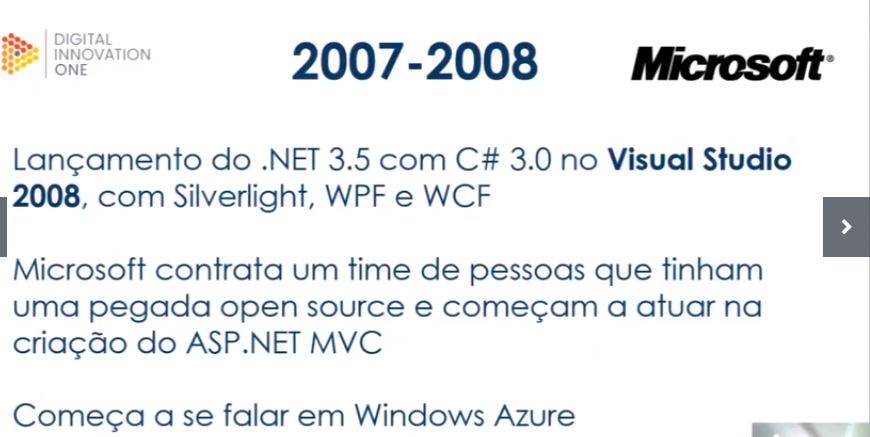 DIGITAL
INNOVATION
ONE
2007-2008
Microsoft®
Lançamento do .NET 3.5 com C# 3.0 no Visual Studio
2008, com Silverlight, WPF e WCF
Microsoft contrata um time de pessoas que tinham
uma pegada open source e começam a atuar na
criação do ASP.NET MVC
Começa a se falar em Windows Azure